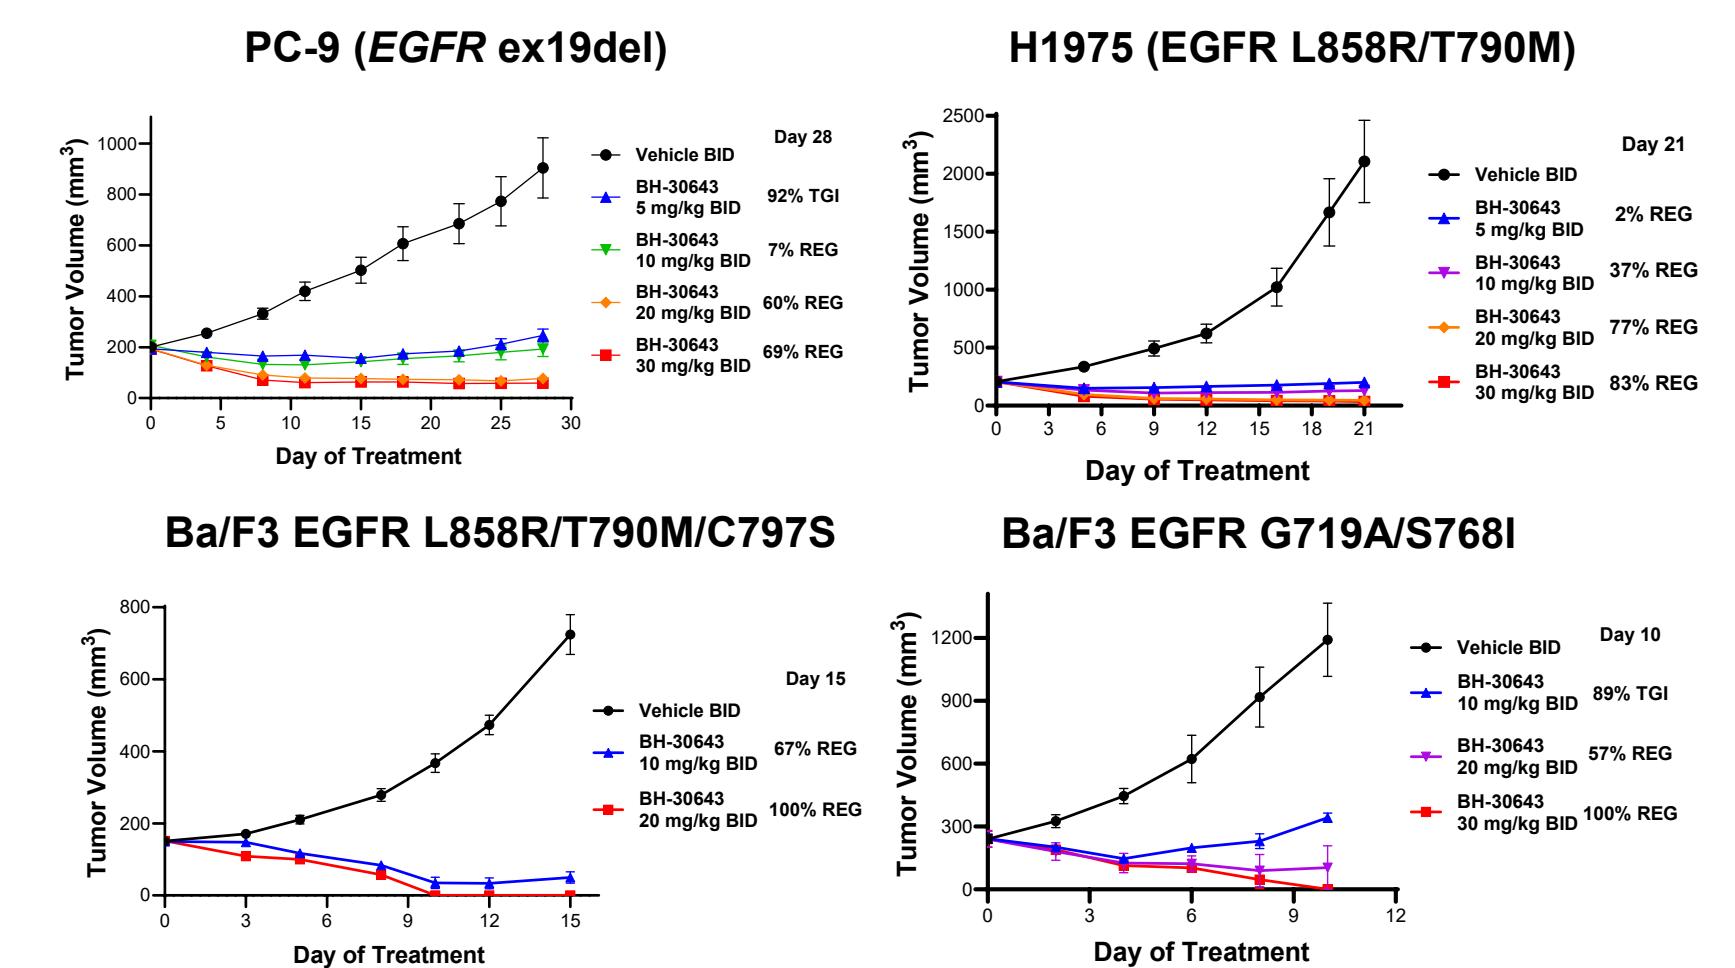 PC-9 (EGFR ex19del)
Tumor Volume (mm3)
1000
800
600
400
200
0
0 5 10 15 20 25 30
Day of Treatment
Day 28
Vehicle BID
BH-30643
5 mg/kg BID
92% TGI
BH-30643
10 mg/kg BID
7% REG
BH-30643
20 mg/kg BID
60% REG
BH-30643
30 mg/kg BID
69% REG
H1975 (EGFR L858R/T790M)
Tumor Volume (mm3)
2500
2000
1500
1000
500
0
0 3 6 9 12 15 18 21
Day of Treatment
Day 21
Vehicle BID
BH-30643
5 mg/kg BID
2% REG
BH-30643
10 mg/kg BID
37% REG
BH-30643
20 mg/kg BID
77% REG
BH-30643
30 mg/kg BID
83% REG
Ba/F3 EGFR L858R/T790M/C797S
Tumor Volume (mm3)
800
600
400
200
0
0 3 6 9 12 15
Day of Treatment
Day 15
Vehicle BID
BH-30643
10 mg/kg BID
67% REG
BH-30643
20 mg/kg BID
100% REG
Ba/F3 EGFR G719A/S768I
Tumor Volume (mm3)
1200
900
600
300
0
0 3 6 9 12
Day of Treatment
Day 10
Vehicle BID
BH-30643
10 mg/kg BID
89% TGI
BH-30643
20 mg/kg BID
57% REG
BH-30643
30 mg/kg BID
100% REG